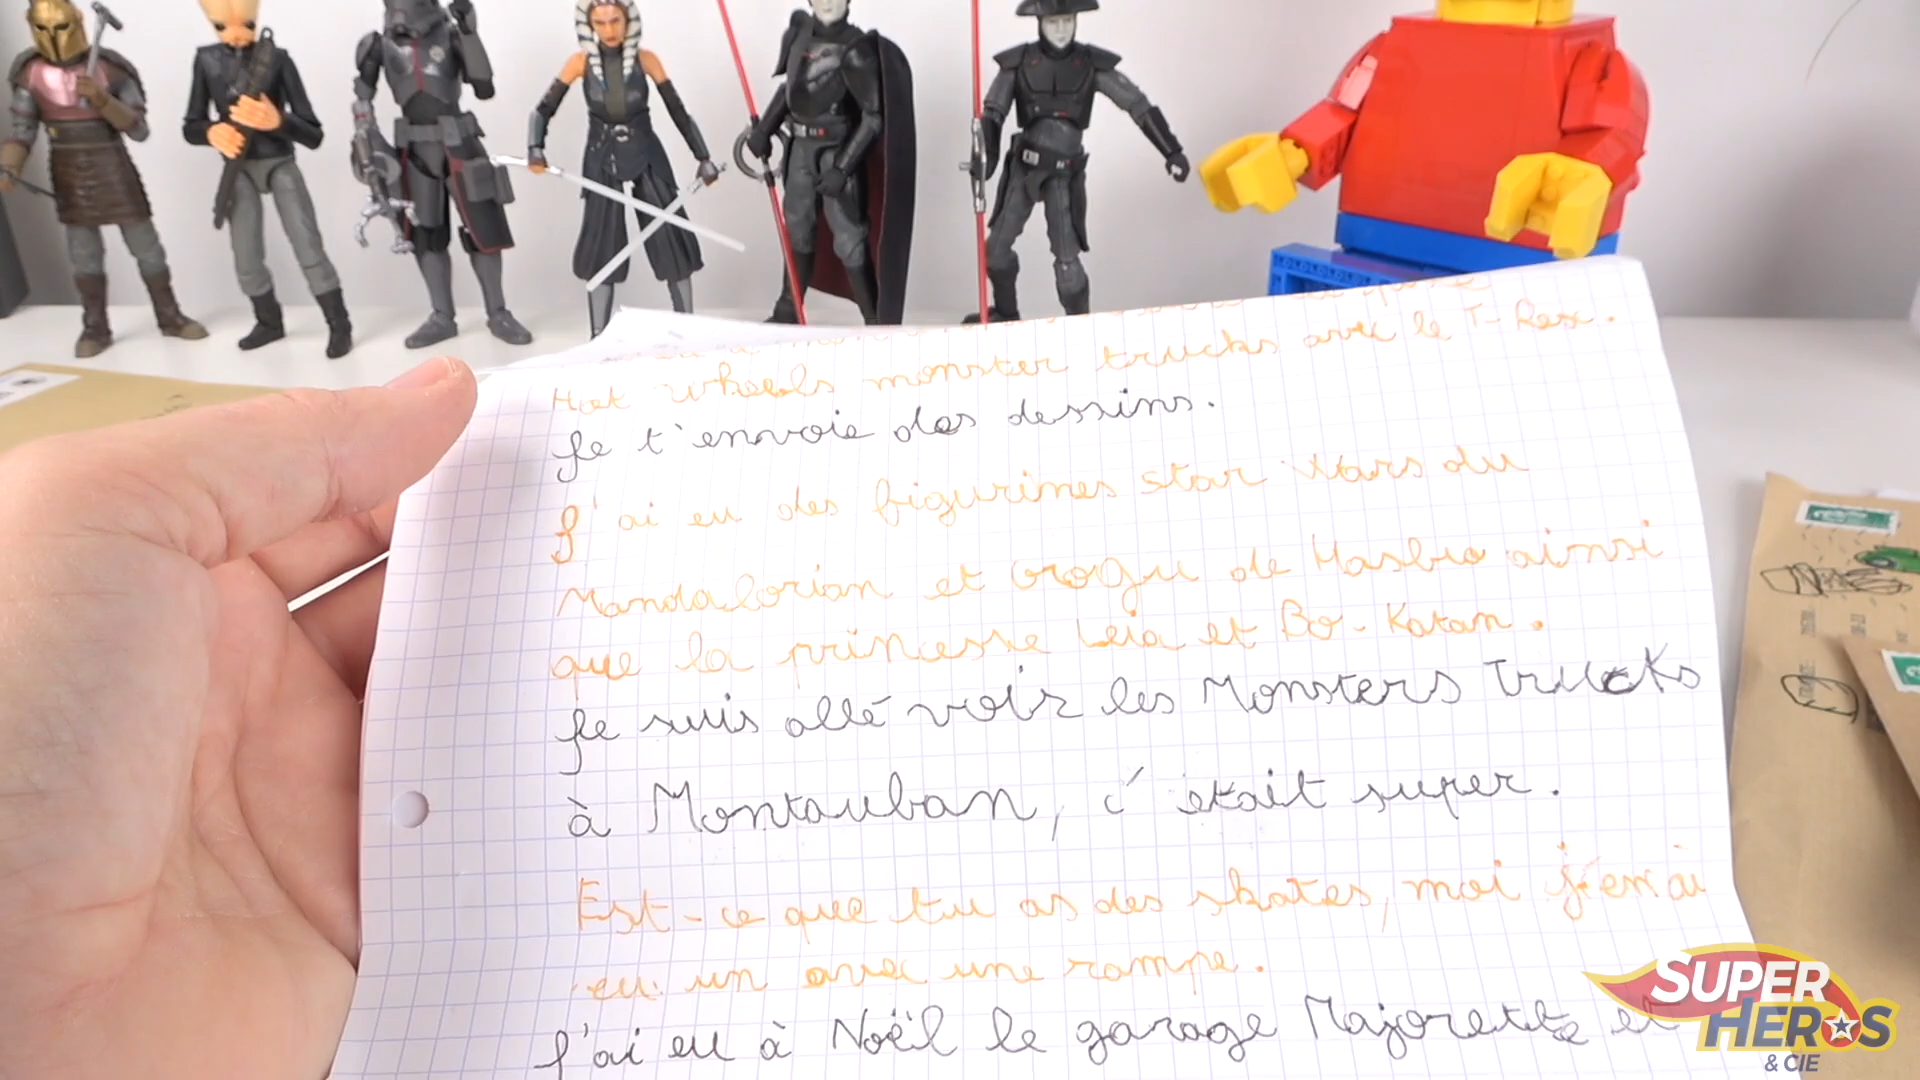 Hot wheels monster trucks avec le T-Rex.
Je t'envoie des dessins.
J'ai eu des figurines star wars du
Mandalorian et Grogu de Hasbro ainsi
que la princesse Leia et Bo-Katan.
Je suis allé voir les Monsters Trucks
à Montauban, c'était super.
Est-ce que tu as des skates, moi j'en ai
eu un avec une rampe.
J'ai eu à Noël le garage Majorette et
SUPER
HEROS
& CIE